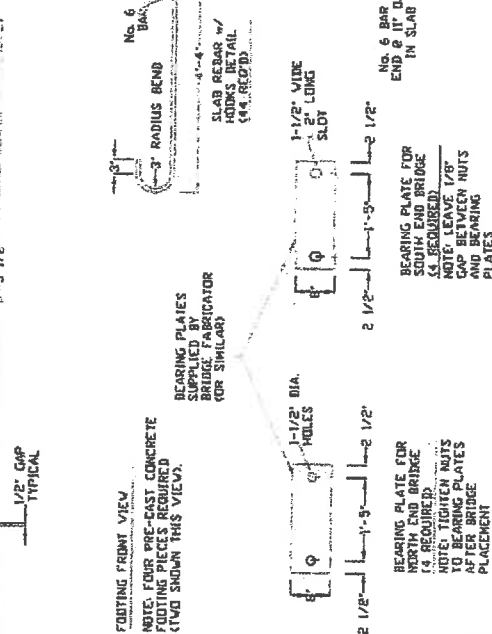 1/2" GAP
TYPICAL
FOOTING FRONT VIEW
NOTE: FOUR PRE-CAST CONCRETE
FOOTING PIECES REQUIRED
(TWO SHOWN THIS VIEW).
BEARING PLATES
SUPPLIED BY
BRIDGE FABRICATOR
(OR SIMILAR)
3"
3" RADIUS BEND
No. 6
BAR
4'-4"
SLAB REBAR w/
HOOKS DETAIL
(44 REQ'D)
1-1/2" DIA.
HOLES
8"
2 1/2"
1'-5"
2 1/2"
BEARING PLATE FOR
NORTH END BRIDGE
(4 REQUIRED)
NOTE: TIGHTEN NUTS
TO BEARING PLATES
AFTER BRIDGE
PLACEMENT
1-1/2" WIDE
2" LONG
SLOT
8"
2 1/2"
1'-5"
2 1/2"
BEARING PLATE FOR
SOUTH END BRIDGE
(4 REQUIRED)
NOTE: LEAVE 1/8"
GAP BETWEEN NUTS
AND BEARING
PLATES
No. 6 BAR
END @ 11"
IN SLAB